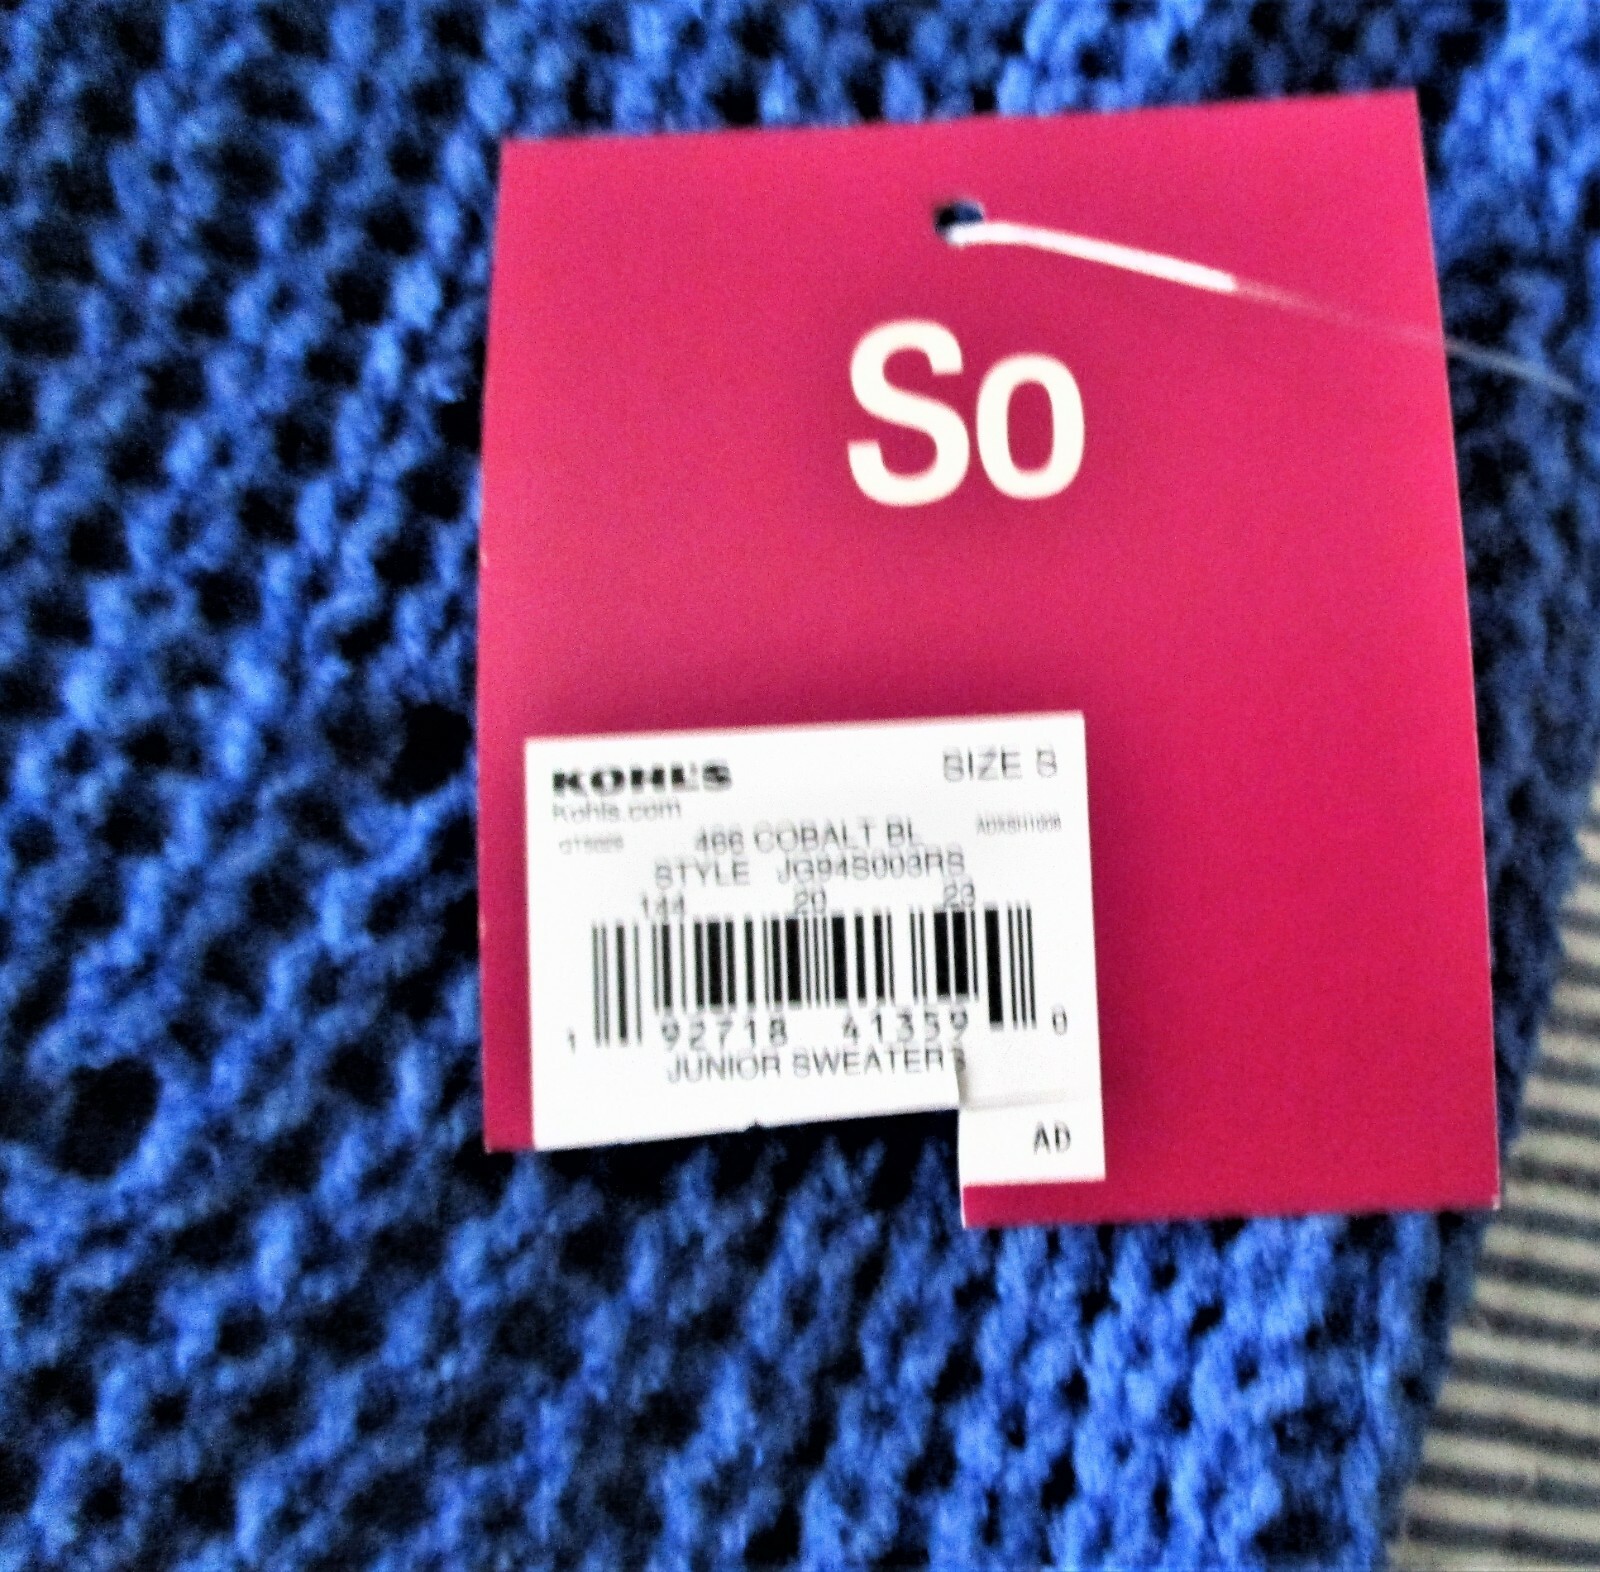 So
KOHL'S
SIZE S
Kohls.com
466 COBALT BL
STYLE JG94S003RS
144 20 23
1 92718 41359 0
JUNIOR SWEATERS
AD